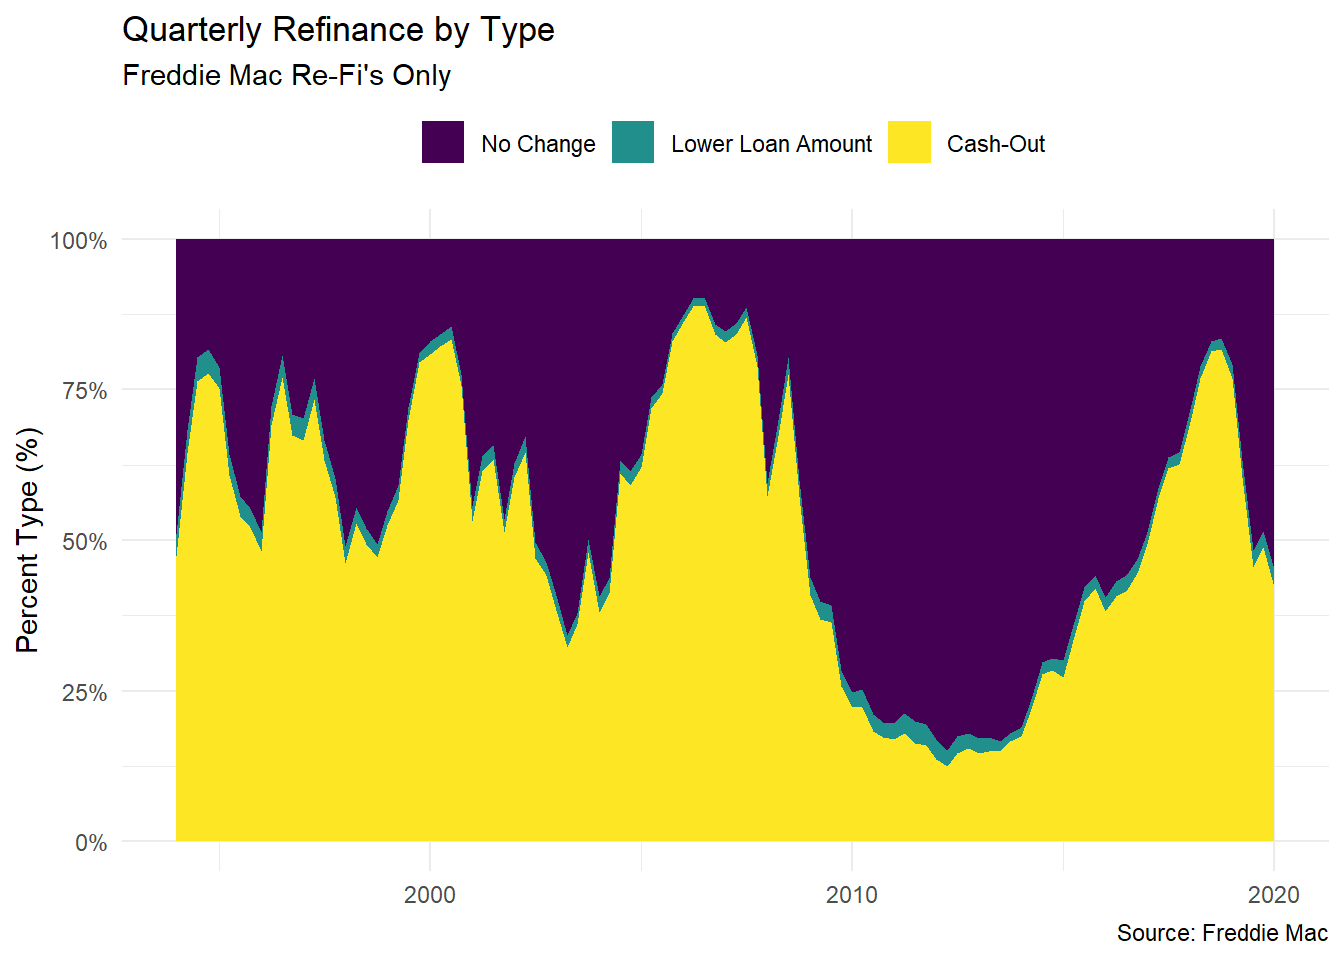 Quarterly Refinance by Type
Freddie Mac Re-Fi's Only
No Change Lower Loan Amount Cash-Out
100%
75%
50%
25%
0%
Percent Type (%)
2000 2010 2020
Source: Freddie Mac